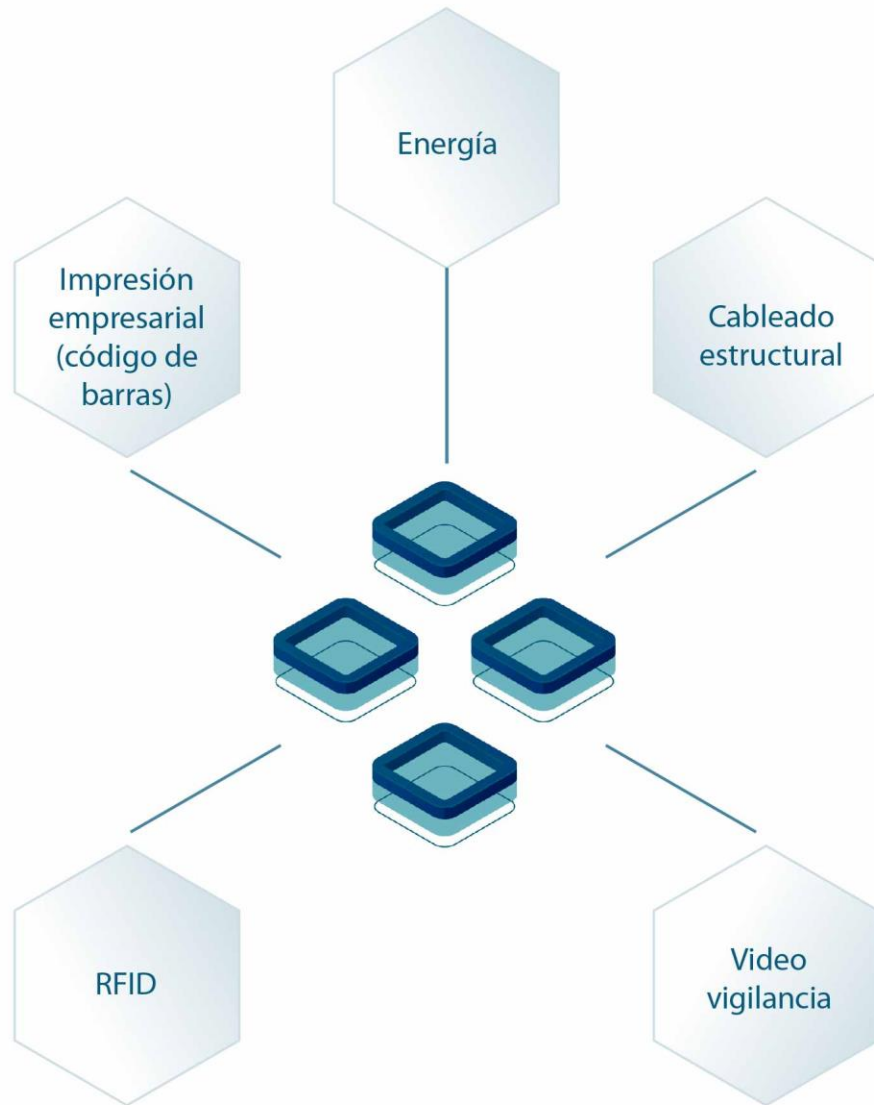 Energía
Impresión
empresarial
(código de
barras)
Cableado
estructural
RFID
Video
vigilancia